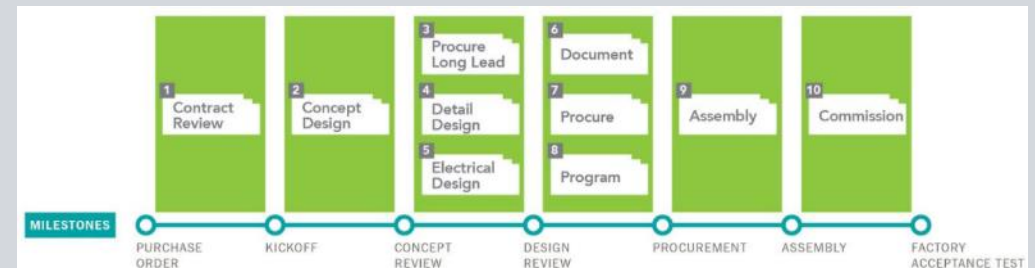 1
Contract
Review
2
Concept
Design
3
Procure
Long Lead
4
Detail
Design
5
Electrical
Design
6
Document
7
Procure
8
Program
9
Assembly
10
Commission
MILESTONES
PURCHASE
ORDER
KICKOFF
CONCEPT
REVIEW
DESIGN
REVIEW
PROCUREMENT
ASSEMBLY
FACTORY
ACCEPTANCE TEST